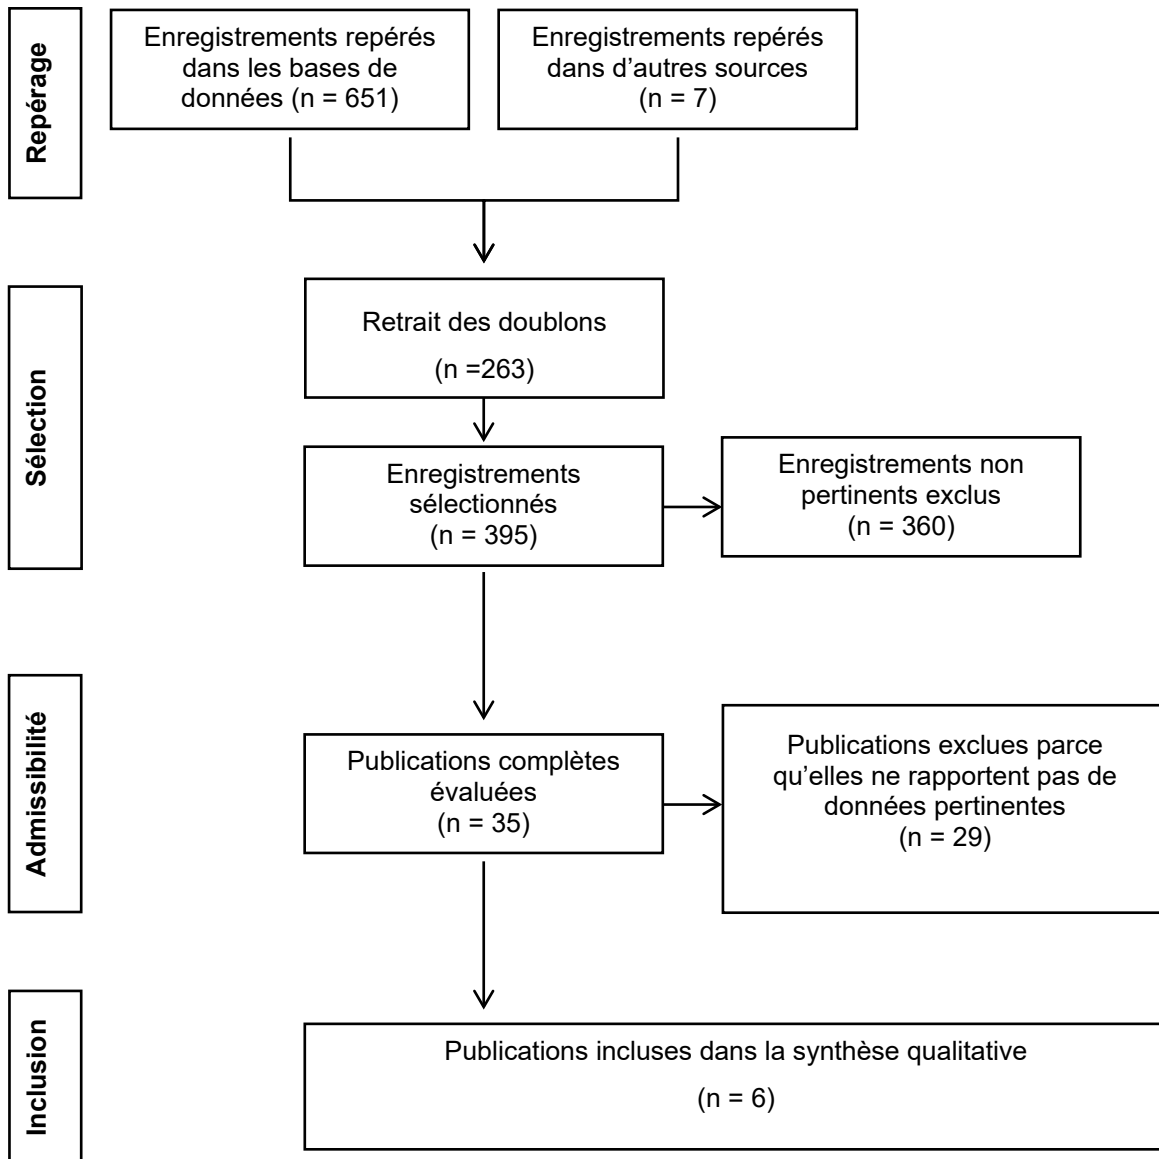 Repérage
Enregistrements repérés
dans les bases de
données (n = 651)
Enregistrements repérés
dans d’autres sources
(n = 7)
Sélection
Retrait des doublons
(n =263)
Enregistrements
sélectionnés
(n = 395)
Enregistrements non
pertinents exclus
(n = 360)
Admissibilité
Publications complètes
évaluées
(n = 35)
Publications exclues parce
qu’elles ne rapportent pas de
données pertinentes
(n = 29)
Inclusion
Publications incluses dans la synthèse qualitative
(n = 6)